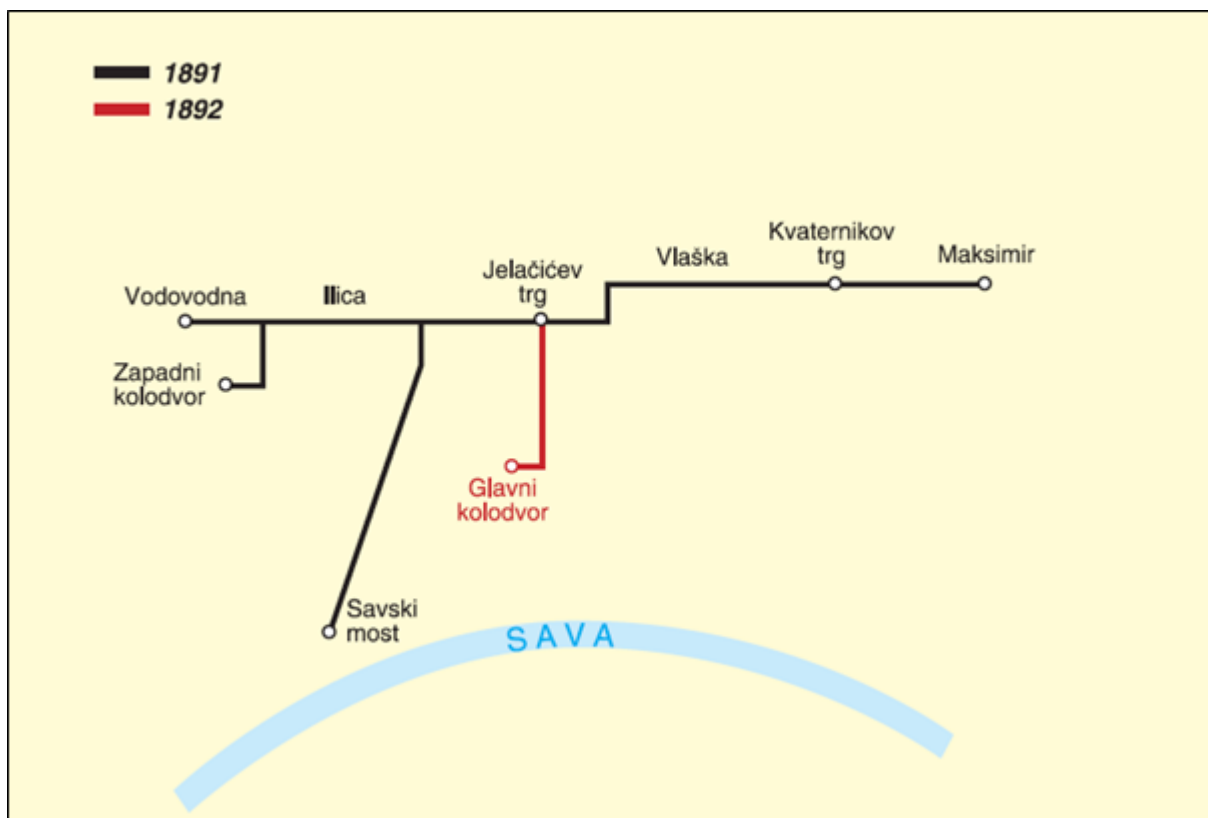 1891
1892
Kvaternikov
trg
Vlaška
Maksimir
Jelačićev
trg
Ilica
Vodovodna
Zapadni
kolodvor
Glavni
kolodvor
Savski
most
SAVA